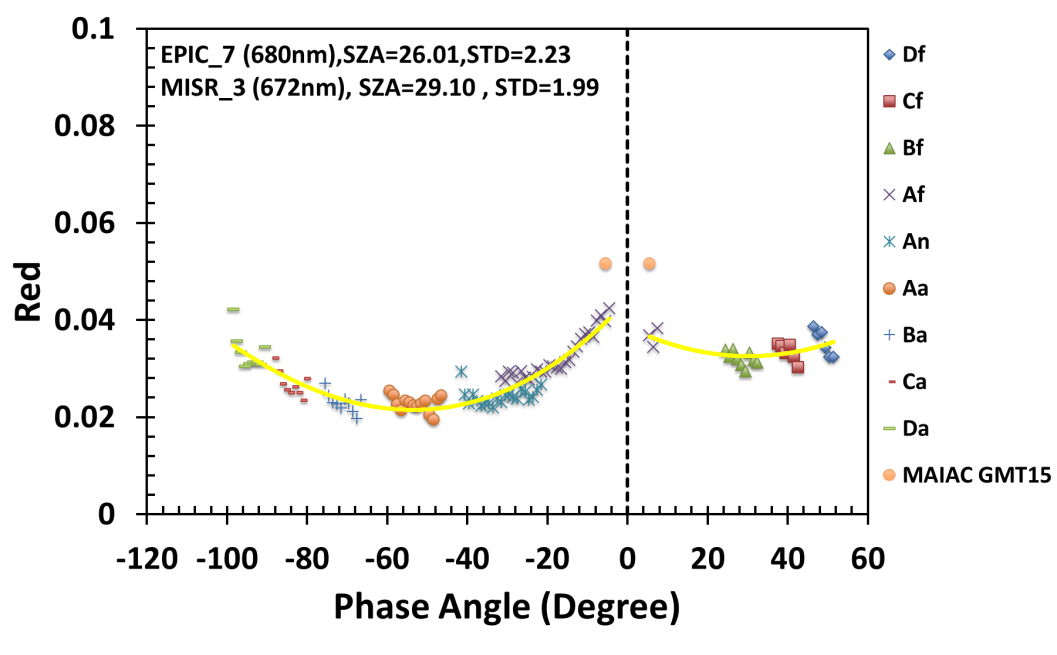 0.1
0.08
0.06
0.04
0.02
0
Red
EPIC_7 (680nm),SZA=26.01,STD=2.23
MISR_3 (672nm), SZA=29.10 , STD=1.99
-120 -100 -80 -60 -40 -20 0 20 40 60
Phase Angle (Degree)
Df
Cf
Bf
Af
An
Aa
Ba
Ca
Da
MAIAC GMT15